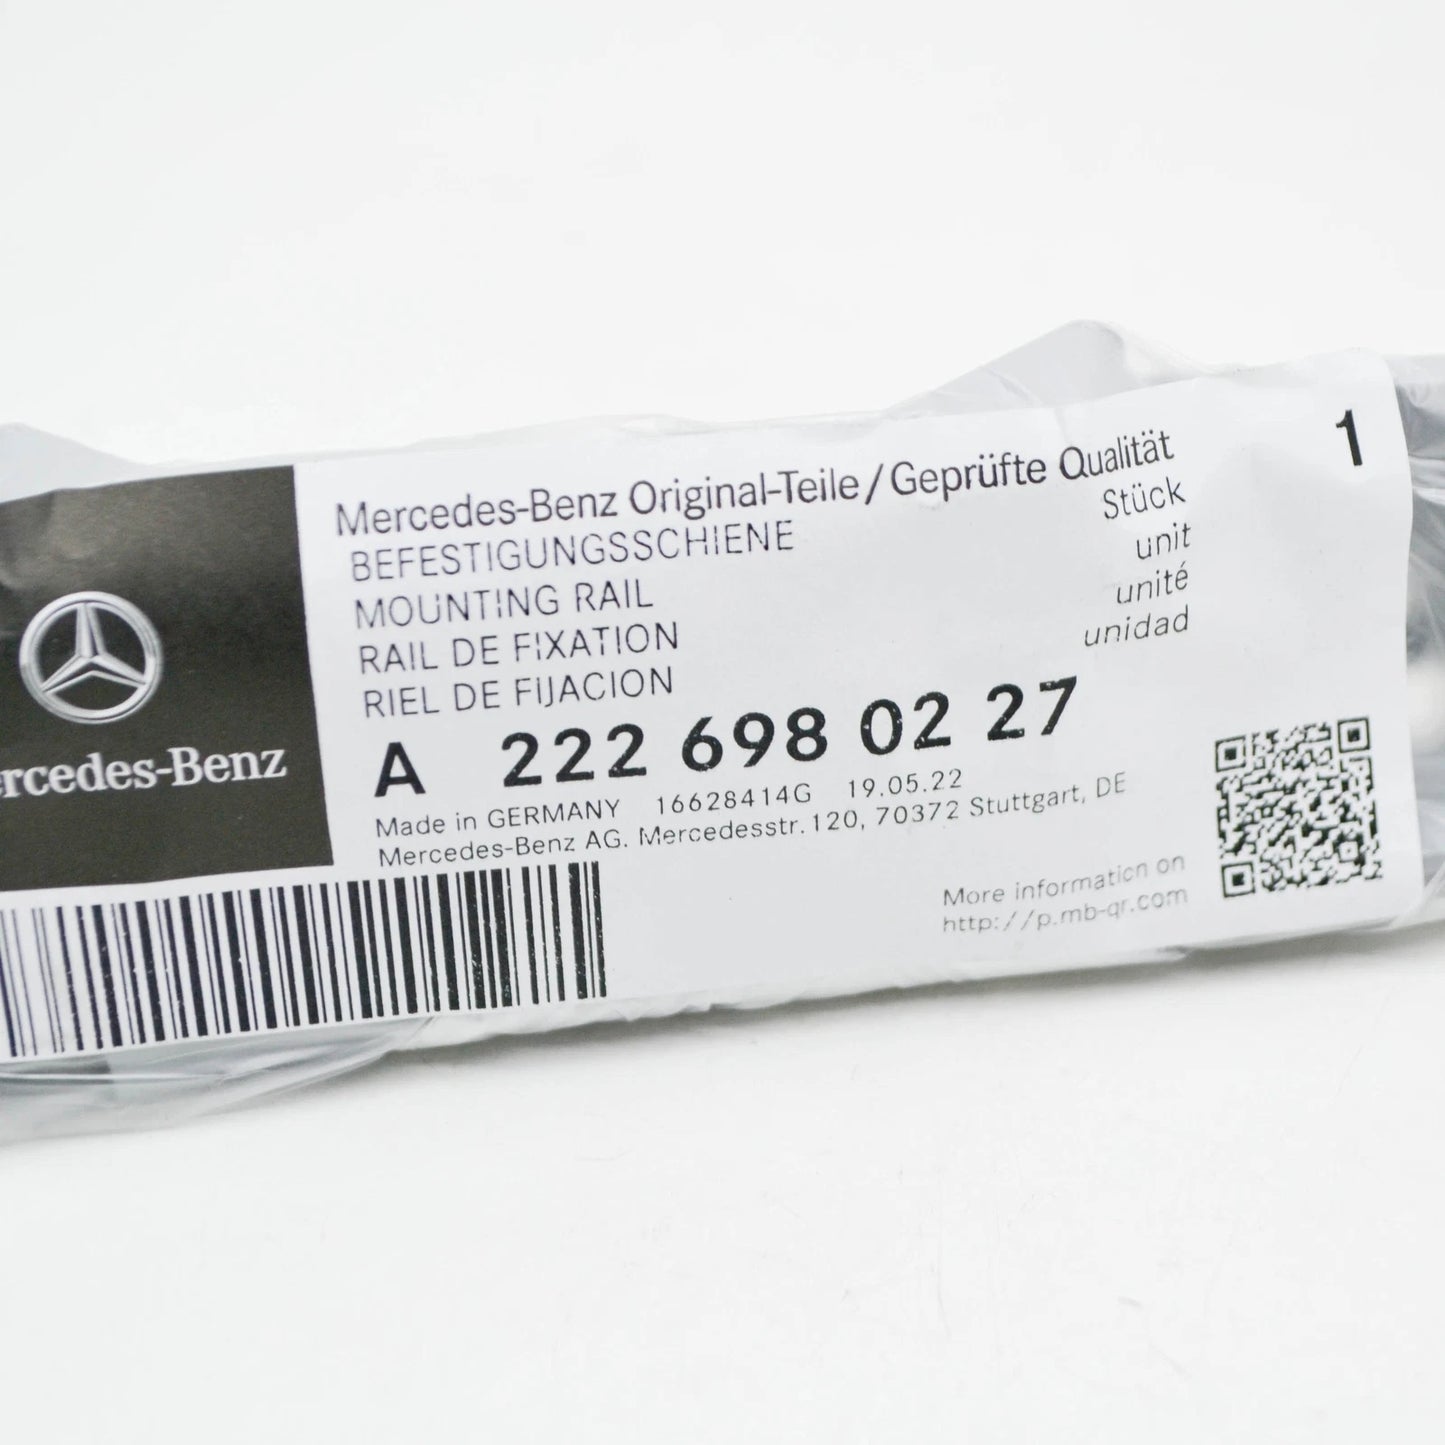 Mercedes-Benz Original-Teile/Geprüfte Qualität
1
BEFESTIGUNGSSCHIENE
Stück
MOUNTING RAIL
unit
RAIL DE FIXATION
unité
RIEL DE FIJACION
unidad
A 222 698 02 27
Made in GERMANY 16628414G 19.05.22
Mercedes-Benz AG. Mercedesstr. 120, 70372 Stuttgart, DE
More information on
http://p.mb-qr.com
rcedes-Benz